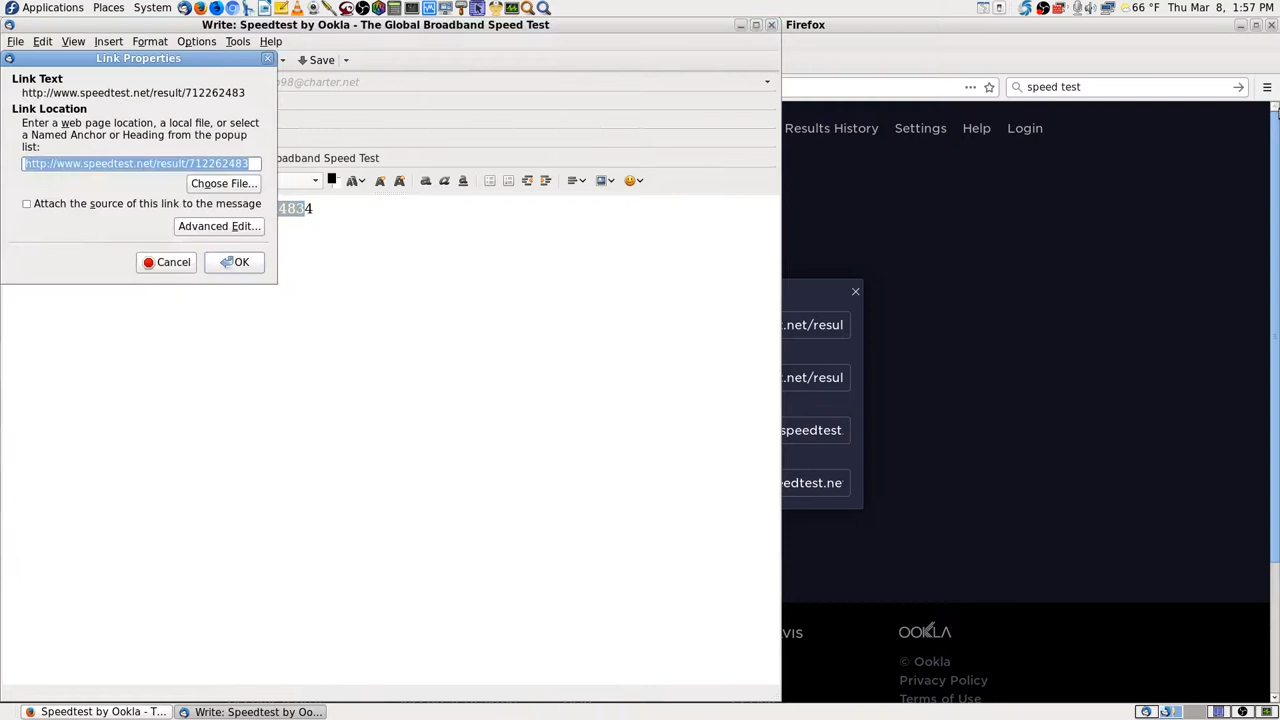 Applications Places System 66 °F Thu Mar 8, 1:57 PM
Write: Speedtest by Ookla - The Global Broadband Speed Test
Firefox
File Edit View Insert Format Options Tools Help
Link Properties
Save
Link Text
http://www.speedtest.net/result/712262483
98@charter.net
speed test
Link Location
Enter a web page location, a local file, or select
a Named Anchor or Heading from the popup
list:
http://www.speedtest.net/result/712262483
oadband Speed Test
Results History Settings Help Login
Choose File...
Attach the source of this link to the message
4834
Advanced Edit...
Cancel OK
.net/resul
.net/resul
speedtest.
eedtest.ne
VIS
OOKLA
© Ookla
Privacy Policy
Terms of Use
Speedtest by Ookla - T...
Write: Speedtest by Oo...